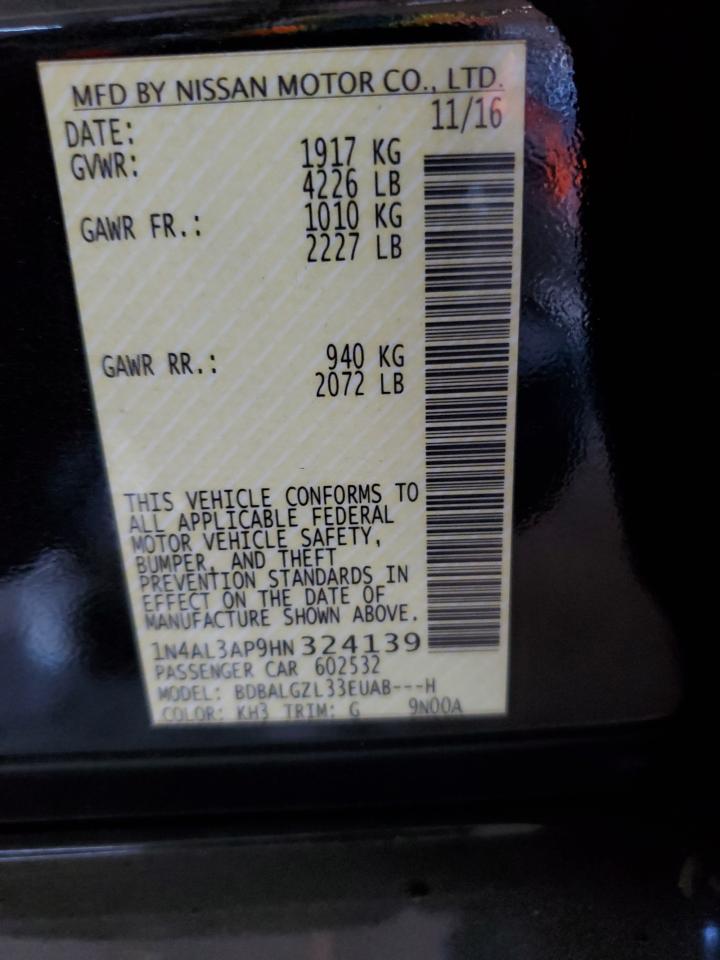 MFD BY NISSAN MOTOR CO., LTD.
DATE: 11/16
GVWR: 1917 KG
4226 LB
GAWR FR.: 1010 KG
2227 LB
GAWR RR.: 940 KG
2072 LB
THIS VEHICLE CONFORMS TO
ALL APPLICABLE FEDERAL
MOTOR VEHICLE SAFETY,
BUMPER, AND THEFT
PREVENTION STANDARDS IN
EFFECT ON THE DATE OF
MANUFACTURE SHOWN ABOVE.
1N4AL3AP9HN 324139
PASSENGER CAR 602532
MODEL: BDBALGZL33EUAB---H
COLOR: KH3 TRIM: G 9N00A